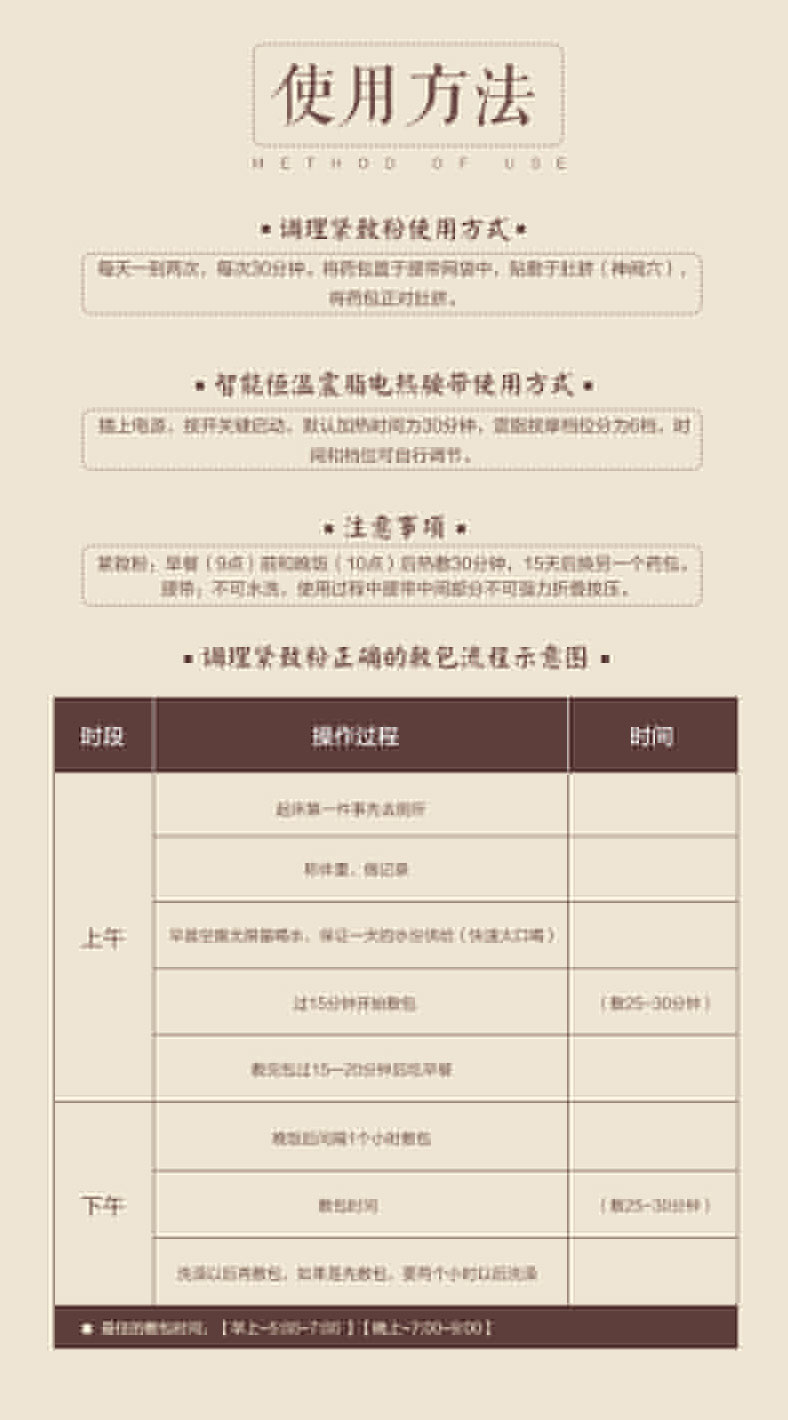 使用方法
METHOD OF USE
▪ 调理紧致粉使用方式 ▪
每天一到两次，每次30分钟。将药包置于腰带网袋中，贴敷于肚脐（神阙穴），
将药包正对肚脐。
▪ 智能恒温震脂电热腰带使用方式 ▪
插上电源，按开关键启动，默认加热时间为30分钟，震脂按摩档位分为6档，时
间和档位可自行调节。
▪ 注意事項 ▪
紧致粉：早餐（9点）前和晚饭（10点）后热敷30分钟，15天后换另一个药包。
腰带：不可水洗，使用过程中腰带中间部分不可强力折叠按压。
▪ 调理紧致粉正确的敷包流程示意图 ▪
时段 操作过程 时间
起床第一件事先去厕所
称体重，做记录
早晨空腹大限量喝水，保证一天的水份供给（快速大口喝）
上午
过15分钟开始敷包 （敷25-30分钟）
敷完包过15—20分钟后吃早餐
晚饭后间隔1个小时敷包
下午 敷包时间 （敷25-30分钟）
洗澡以后再敷包，如果是先敷包，要两个小时以后洗澡
最佳的敷包时间：【早上-5:00-7:00】【晚上-7:00-9:00】